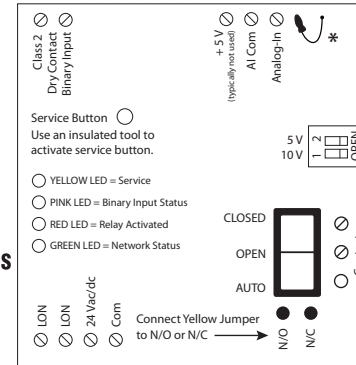 Class 2
Dry Contact
Binary Input
+ 5 V
(typically not used)
AI Com
Analog-In
*
Service Button
Use an insulated tool to
activate service button.
5 V
10 V
1 2
OPEN
YELLOW LED = Service
PINK LED = Binary Input Status
RED LED = Relay Activated
GREEN LED = Network Status
CLOSED
OPEN
AUTO
s
LON
LON
24 Vac/dc
Com
Connect Yellow Jumper
to N/O or N/C
N/O
N/C